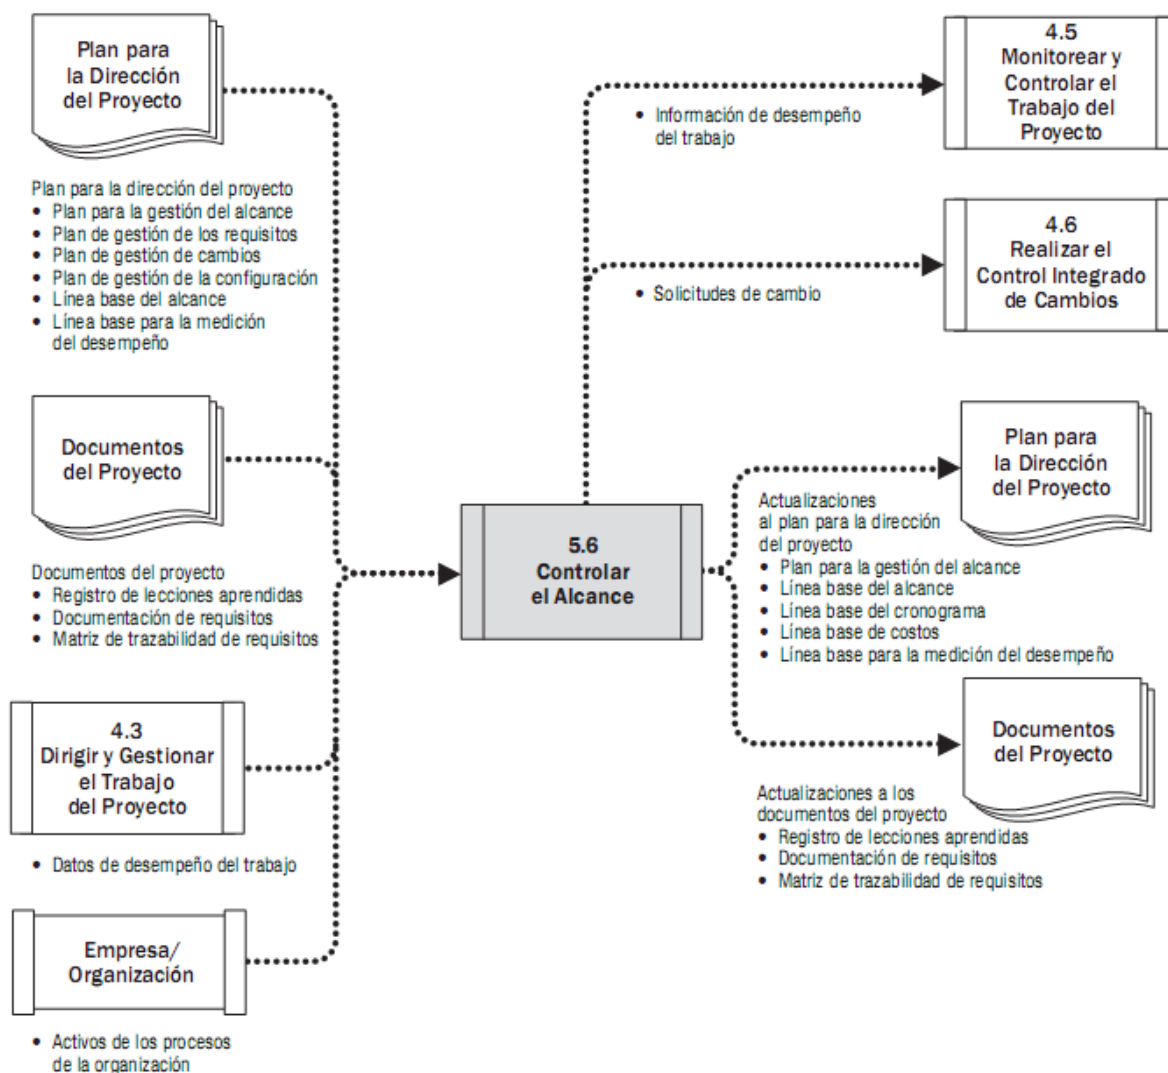 Plan para
la Dirección
del Proyecto
Plan para la dirección del proyecto
• Plan para la gestión del alcance
• Plan de gestión de los requisitos
• Plan de gestión de cambios
• Plan de gestión de la configuración
• Línea base del alcance
• Línea base para la medición
del desempeño
Documentos
del Proyecto
Documentos del proyecto
• Registro de lecciones aprendidas
• Documentación de requisitos
• Matriz de trazabilidad de requisitos
4.3
Dirigir y Gestionar
el Trabajo
del Proyecto
• Datos de desempeño del trabajo
Empresa/
Organización
• Activos de los procesos
de la organización
5.6
Controlar
el Alcance
• Información de desempeño
del trabajo
4.5
Monitorear y
Controlar el
Trabajo del
Proyecto
• Solicitudes de cambio
4.6
Realizar el
Control Integrado
de Cambios
Plan para
la Dirección
del Proyecto
Actualizaciones
al plan para la dirección
del proyecto
• Plan para la gestión del alcance
• Línea base del alcance
• Línea base del cronograma
• Línea base de costos
• Línea base para la medición del desempeño
Documentos
del Proyecto
Actualizaciones a los
documentos del proyecto
• Registro de lecciones aprendidas
• Documentación de requisitos
• Matriz de trazabilidad de requisitos